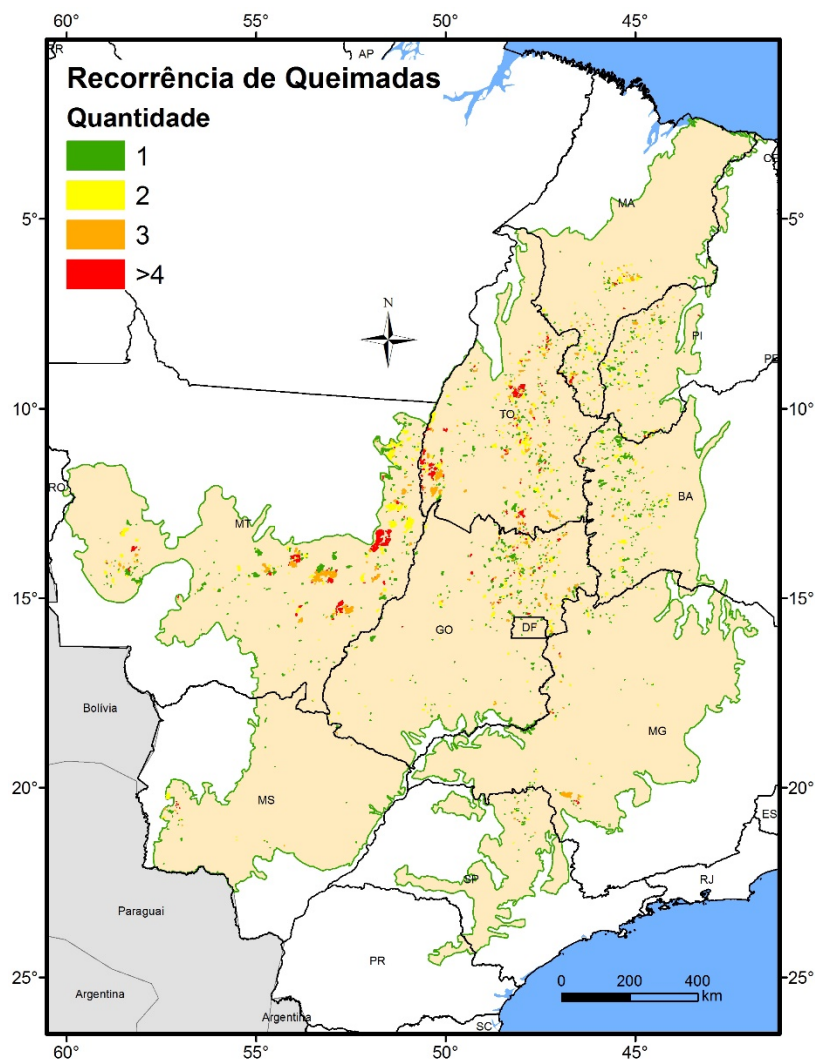 60° 55° 50° 45°
RR
AP
Recorrência de Queimadas
Quantidade
1
2
3
>4
CE
MA
5° 5°
N
PI
PE
TO
10° 10°
RO
BA
MT
15° 15°
GO
DF
Bolívia
MG
20° 20°
MS
ES
SP
RJ
Paraguai
PR
25° 25°
0 200 400
km
Argentina
Argentina
SC
60° 55° 50° 45°